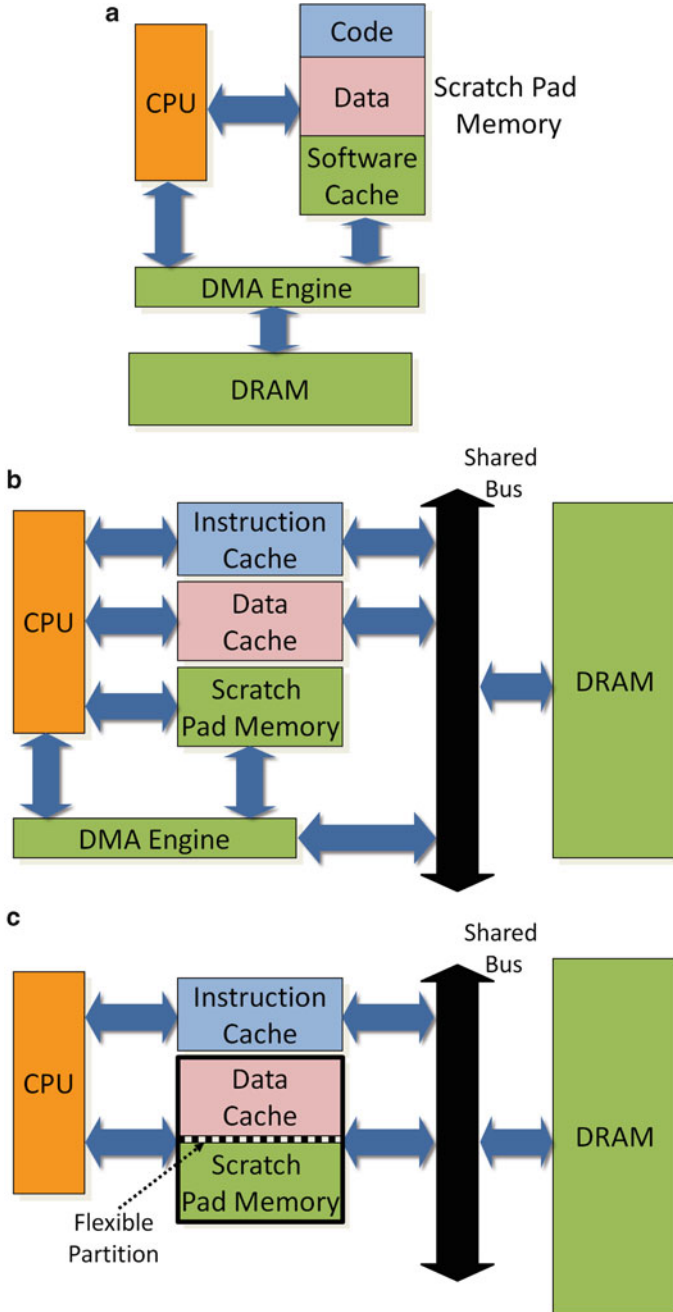 a
Code
CPU
Data
Scratch Pad
Memory
Software
Cache
DMA Engine
DRAM
b
Shared
Bus
Instruction
Cache
CPU
Data
Cache
DRAM
Scratch
Pad Memory
DMA Engine
c
Shared
Bus
Instruction
Cache
CPU
Data
Cache
DRAM
Scratch
Pad Memory
Flexible
Partition